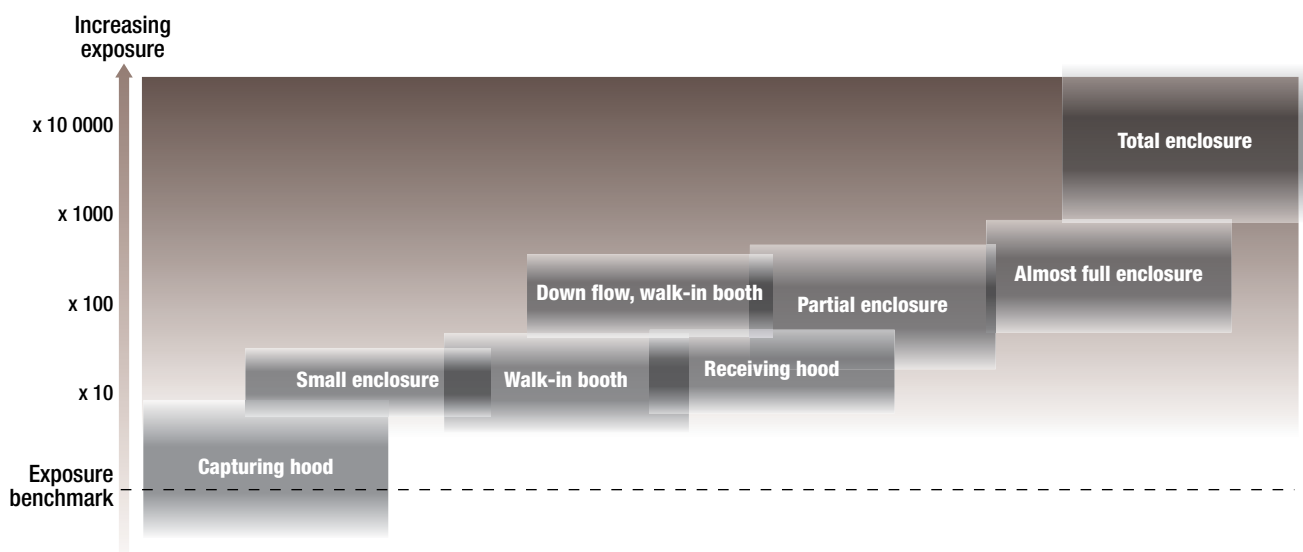 Increasing
exposure
x 10 0000
Total enclosure
x 1000
Almost full enclosure
Down flow, walk-in booth
x 100
Partial enclosure
Receiving hood
Small enclosure
Walk-in booth
x 10
Capturing hood
Exposure
benchmark